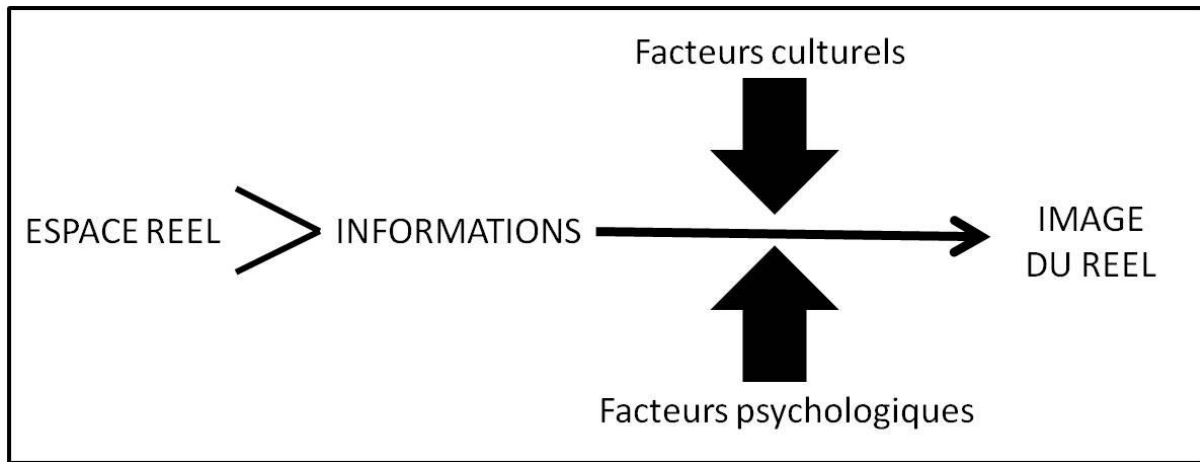 Facteurs culturels
ESPACE REEL
INFORMATIONS
IMAGE
DU REEL
Facteurs psychologiques